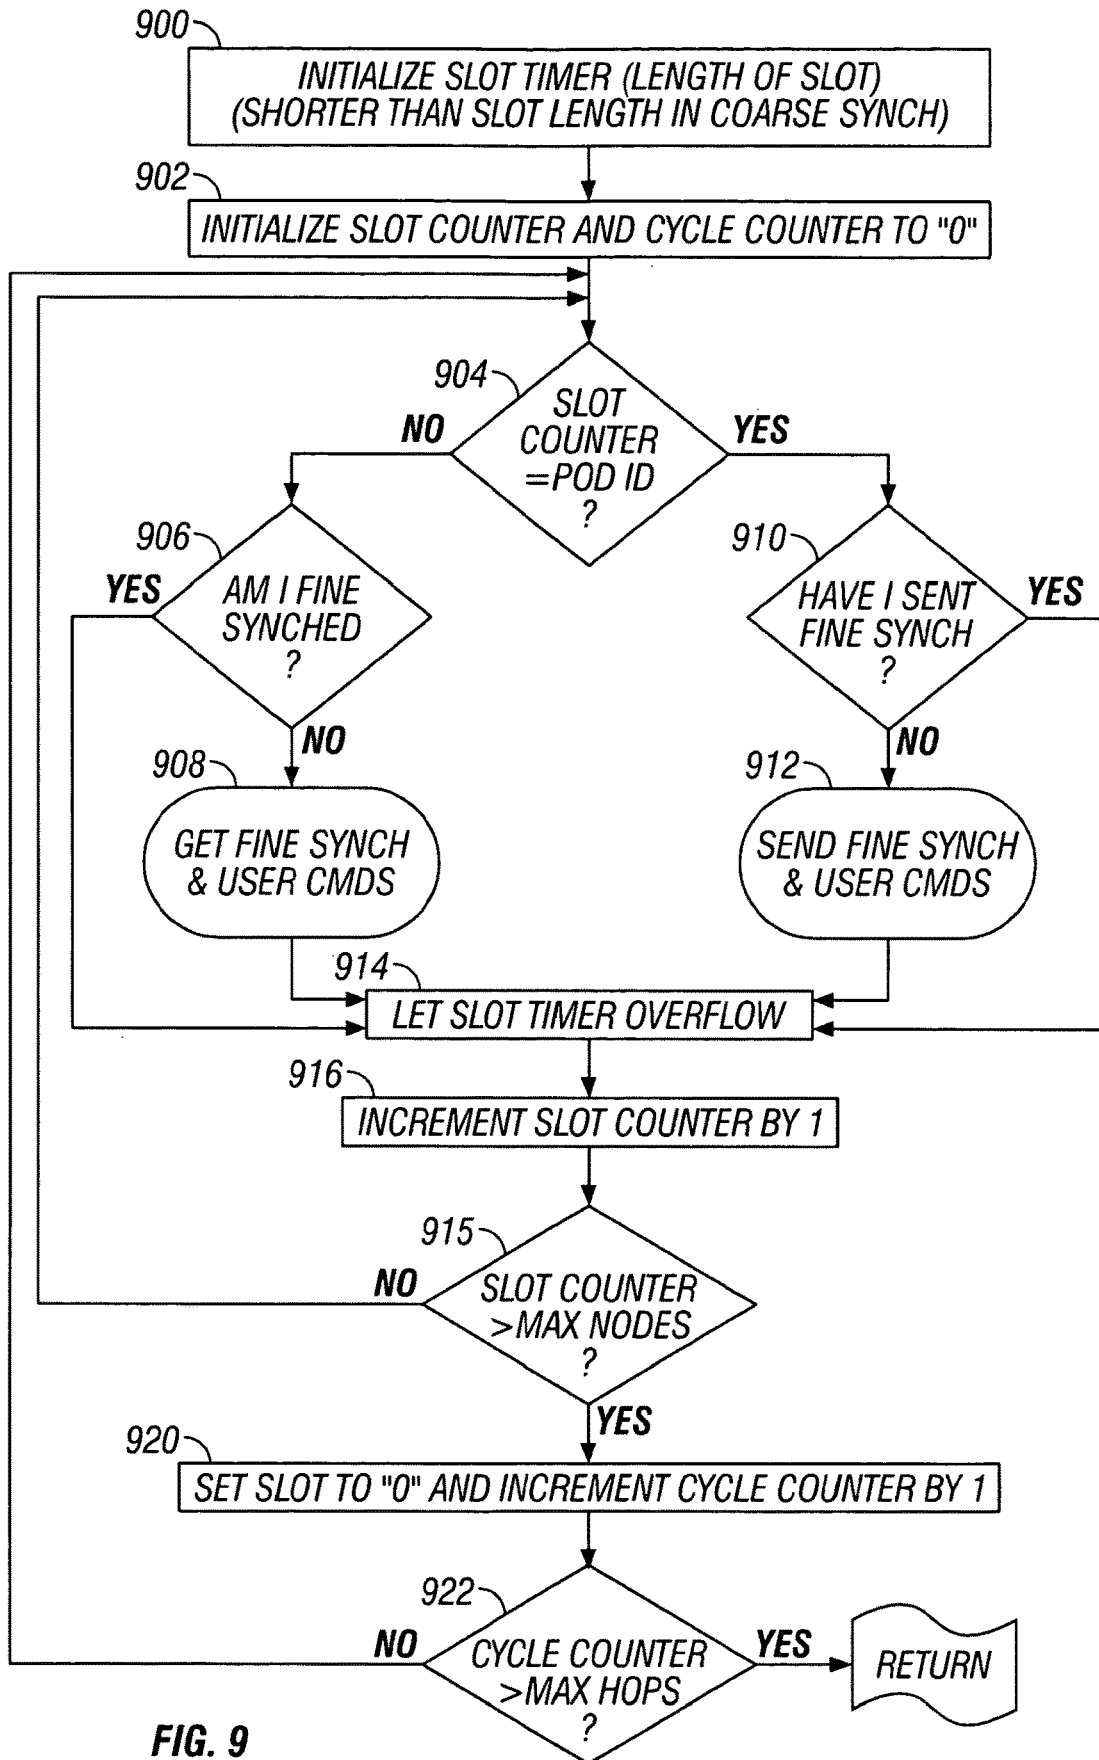 900
INITIALIZE SLOT TIMER (LENGTH OF SLOT)
(SHORTER THAN SLOT LENGTH IN COARSE SYNCH)
902
INITIALIZE SLOT COUNTER AND CYCLE COUNTER TO "0"
904
SLOT
COUNTER
=POD ID
?
NO
YES
906
AM I FINE
SYNCHED
?
YES
NO
910
HAVE I SENT
FINE SYNCH
?
YES
NO
908
GET FINE SYNCH
& USER CMDS
912
SEND FINE SYNCH
& USER CMDS
914
LET SLOT TIMER OVERFLOW
916
INCREMENT SLOT COUNTER BY 1
915
SLOT COUNTER
>MAX NODES
?
NO
YES
920
SET SLOT TO "0" AND INCREMENT CYCLE COUNTER BY 1
922
CYCLE COUNTER
>MAX HOPS
?
NO
YES
RETURN
FIG. 9